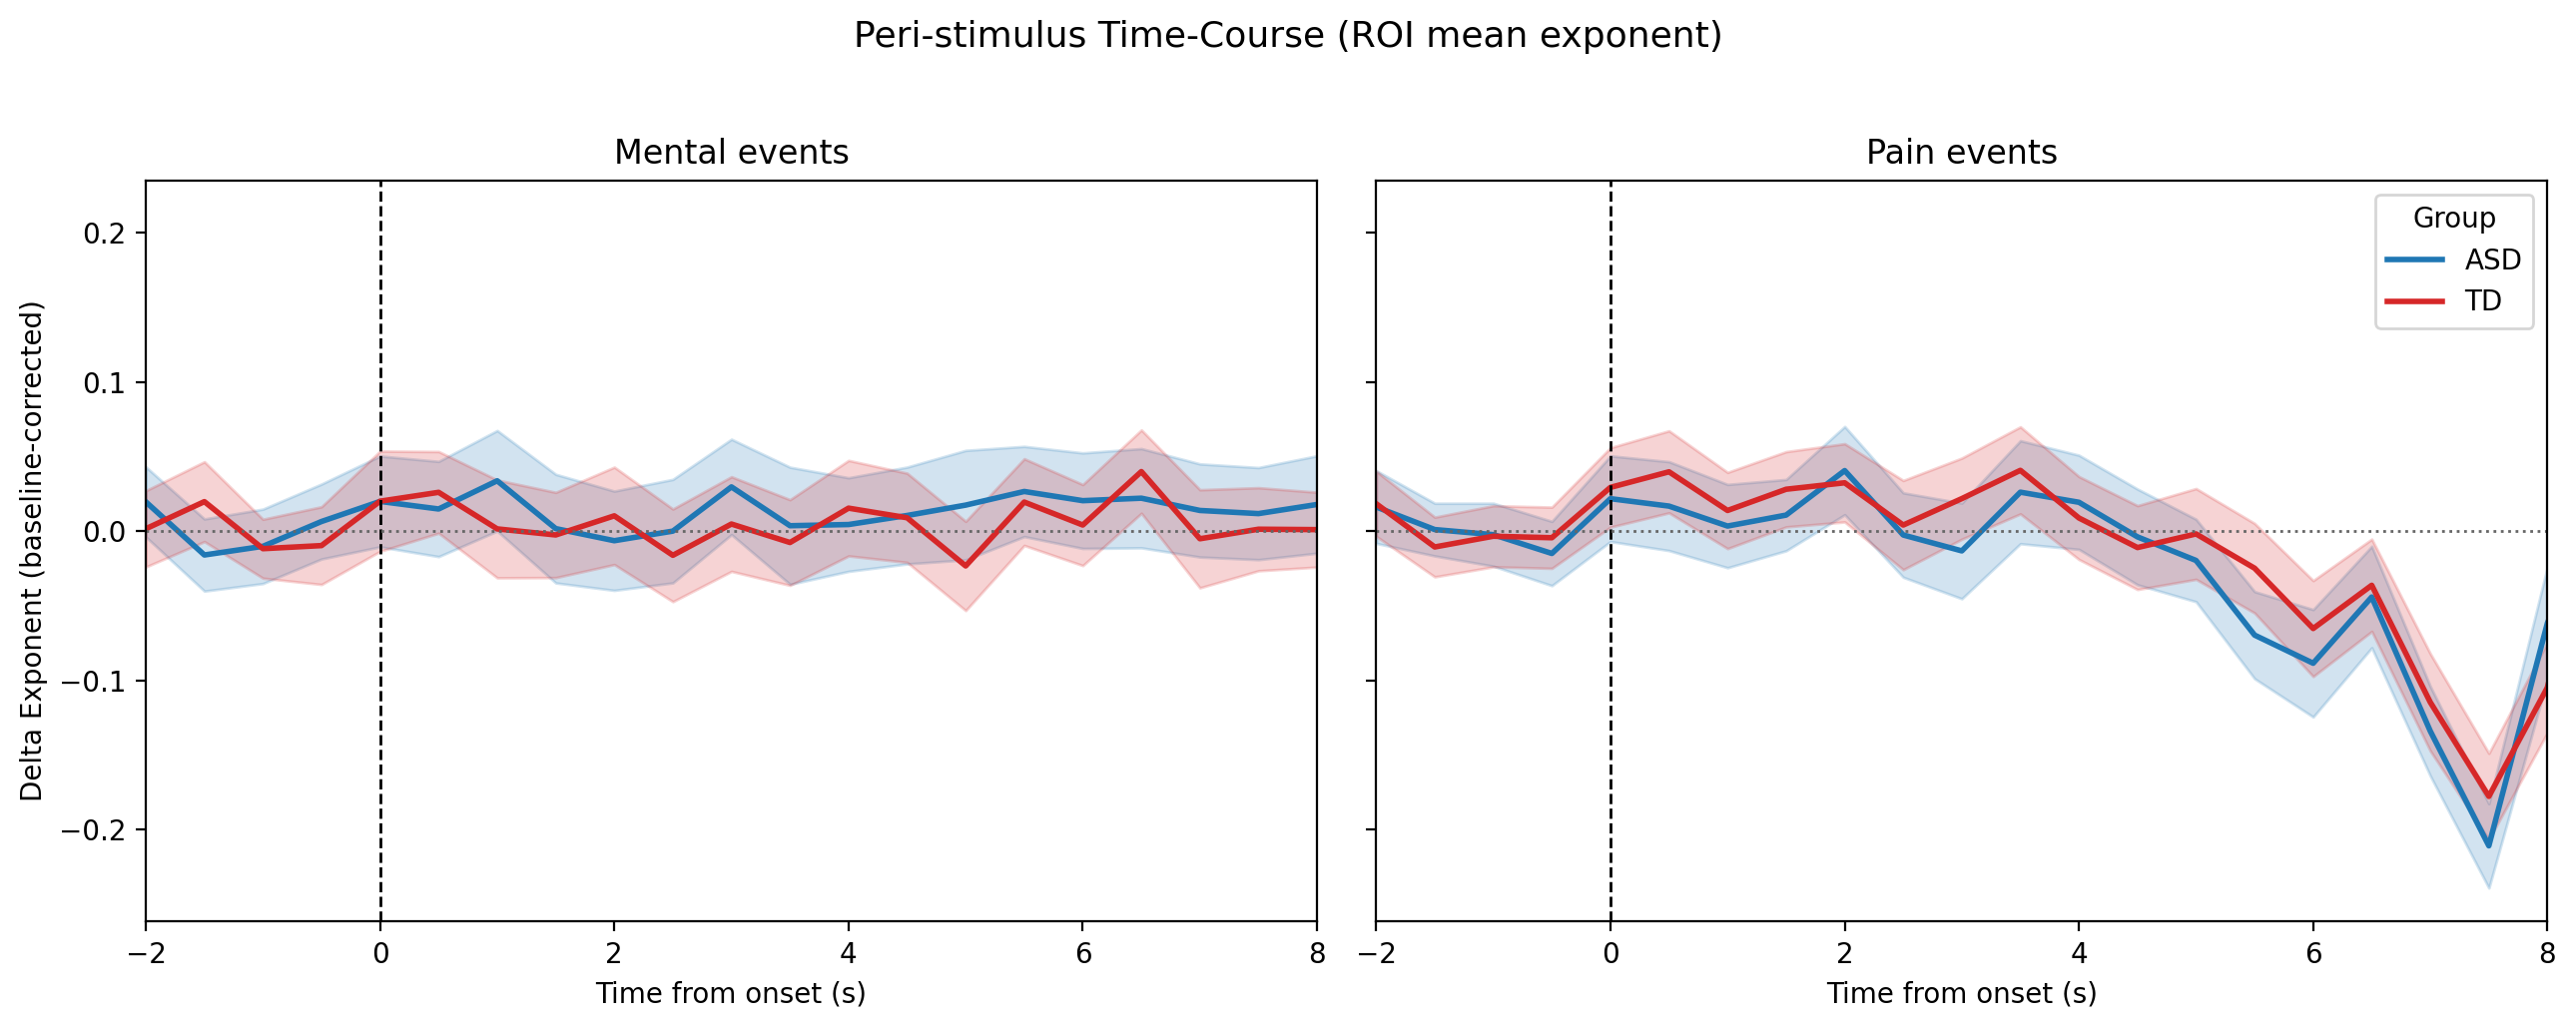 Peri-stimulus Time-Course (ROI mean exponent)
Mental events
Pain events
Delta Exponent (baseline-corrected)
0.2
0.1
0.0
−0.1
−0.2
Group
ASD
TD
−2 0 2 4 6 8
−2 0 2 4 6 8
Time from onset (s)
Time from onset (s)